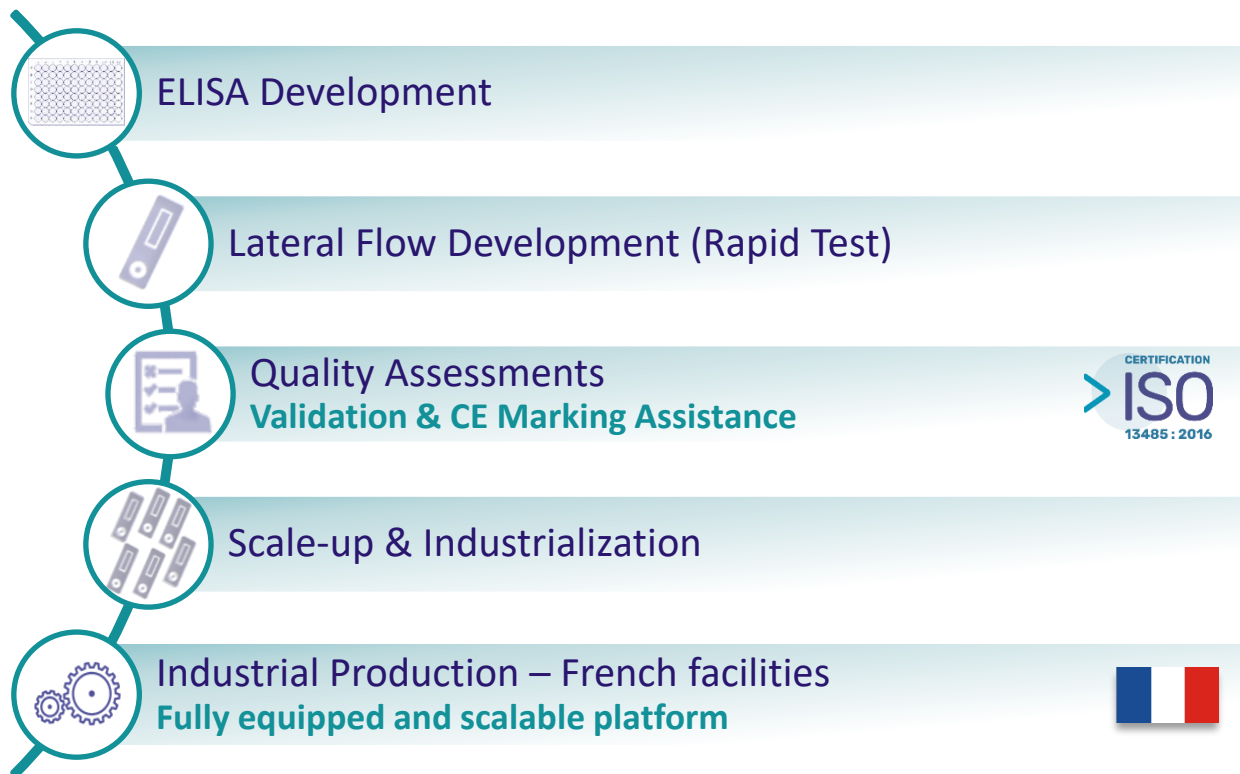 ELISA Development
Lateral Flow Development (Rapid Test)
Quality Assessments
Validation & CE Marking Assistance
CERTIFICATION
ISO
13485 : 2016
Scale-up & Industrialization
Industrial Production – French facilities
Fully equipped and scalable platform